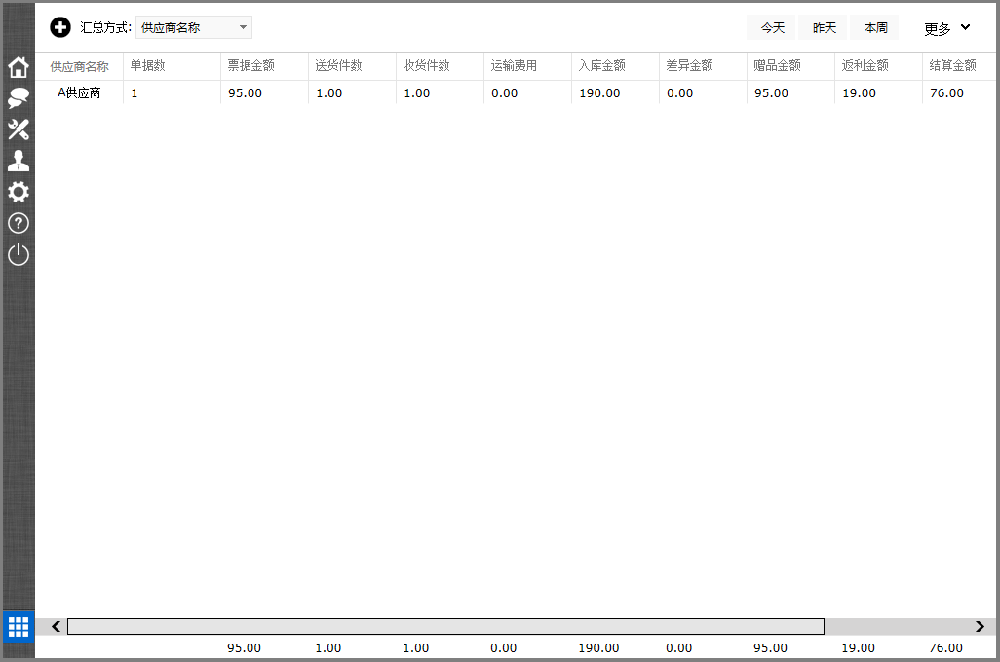 汇总方式: 供应商名称 今天 昨天 本周 更多
供应商名称 单据数 票据金额 送货件数 收货件数 运输费用 入库金额 差异金额 赠品金额 返利金额 结算金额
A供应商 1 95.00 1.00 1.00 0.00 190.00 0.00 95.00 19.00 76.00
95.00 1.00 1.00 0.00 190.00 0.00 95.00 19.00 76.00